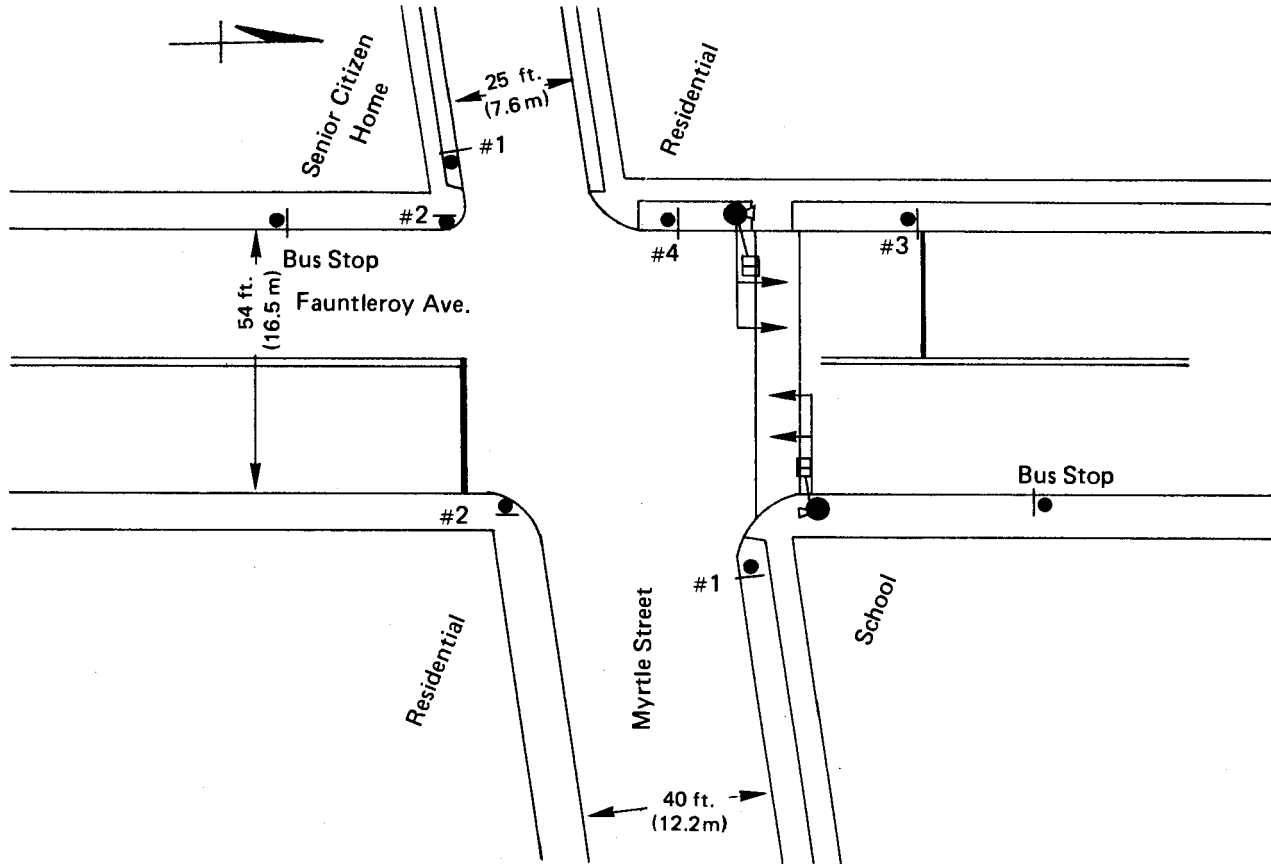 Senior Citizen
Home
25 ft.
(7.6 m)
Residential
#1
#2
#4
#3
Bus Stop
Fauntleroy Ave.
54 ft.
(16.5 m)
Bus Stop
#2
#1
Residential
Myrtle Street
School
40 ft.
(12.2m)